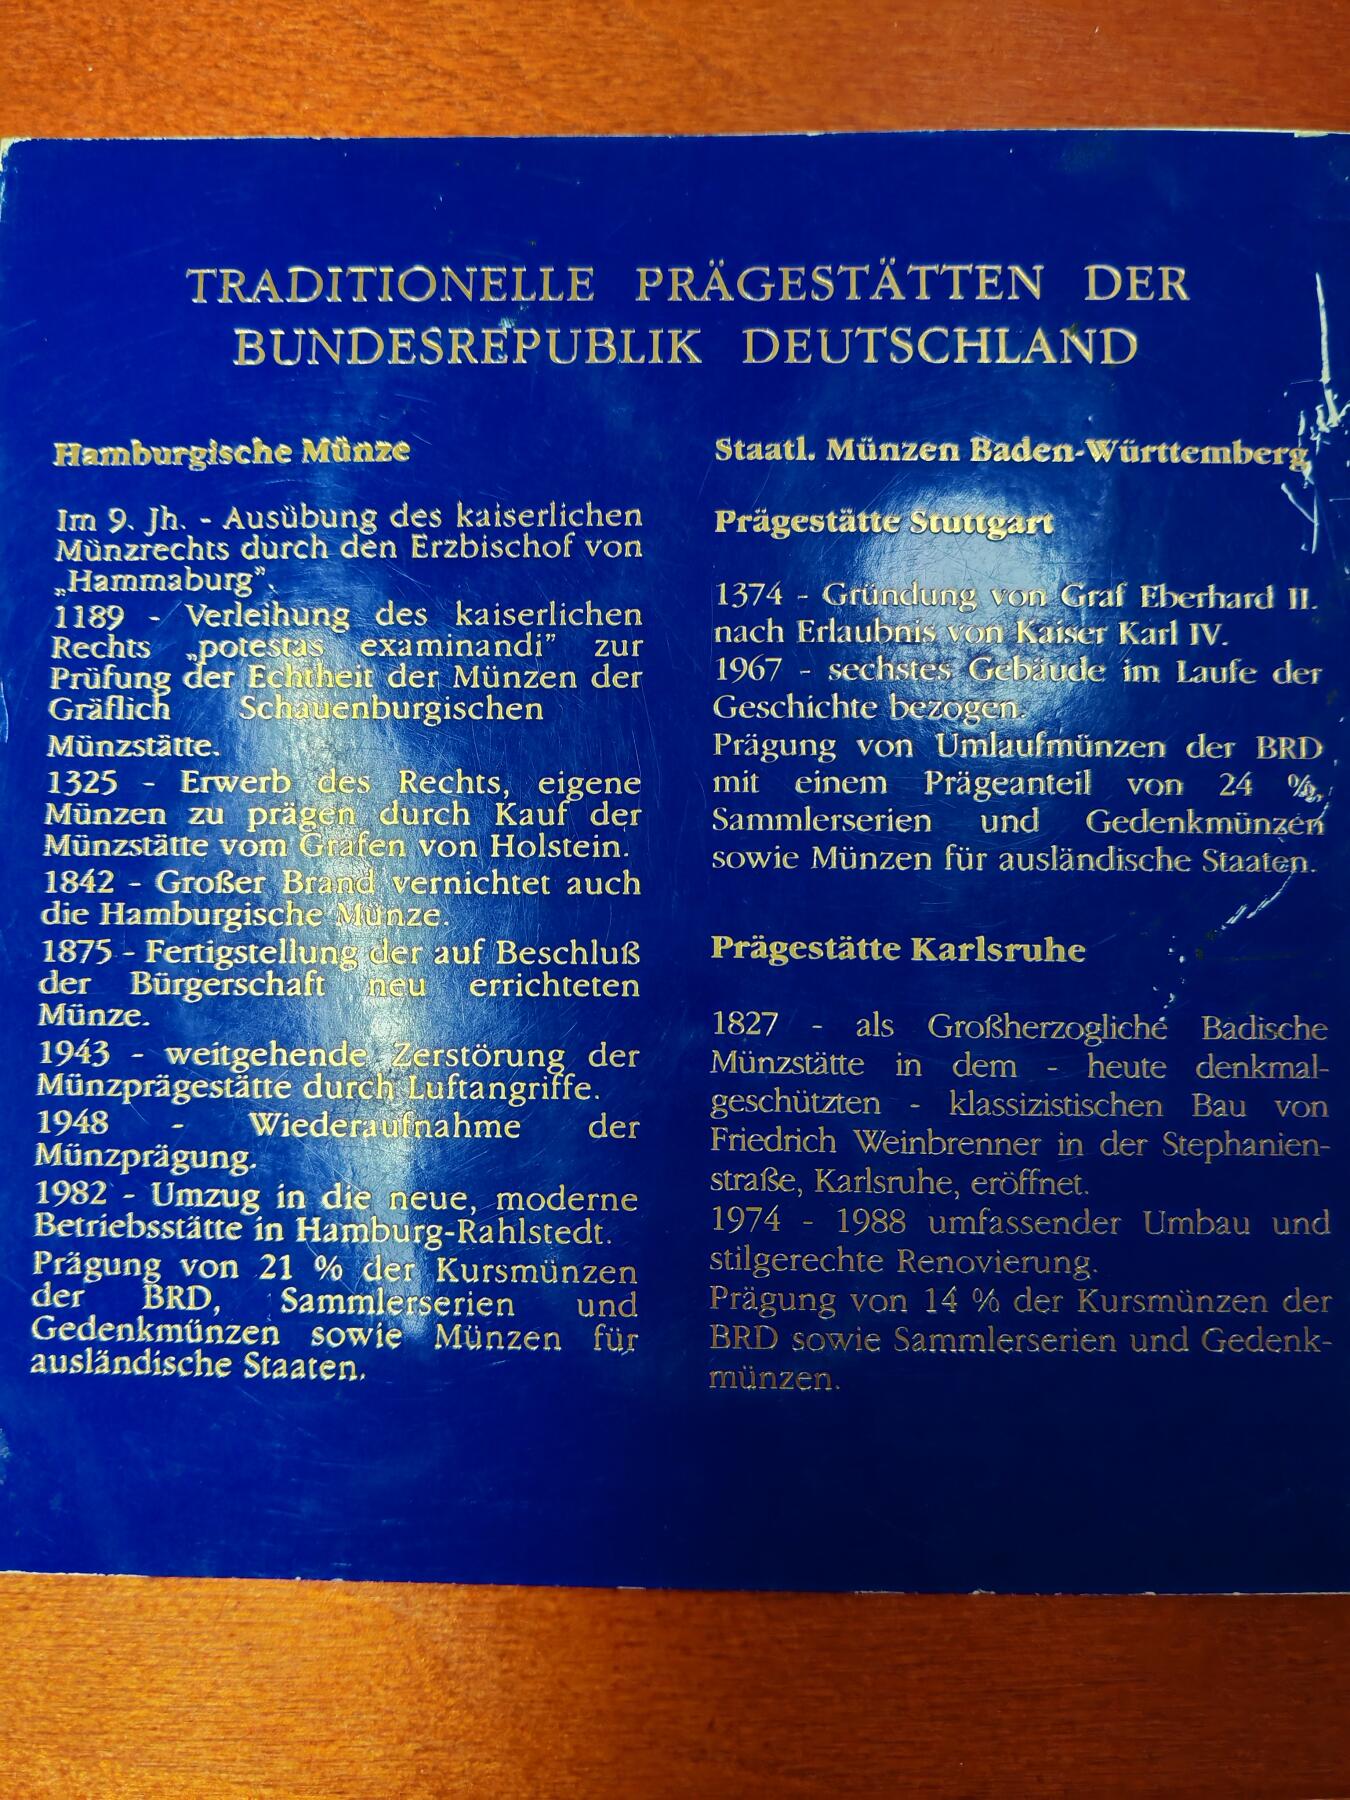 TRADITIONELLE PRÄGESTÄTTEN DER
BUNDESREPUBLIK DEUTSCHLAND
Hamburgische Münze
Im 9. Jh. - Ausübung des kaiserlichen
Münzrechts durch den Erzbischof von
„Hammaburg”.
1189 - Verleihung des kaiserlichen
Rechts „potestas examinandi” zur
Prüfung der Echtheit der Münzen der
Gräflich Schauenburgischen
Münzstätte.
1325 - Erwerb des Rechts, eigene
Münzen zu prägen durch Kauf der
Münzstätte vom Grafen von Holstein.
1842 - Großer Brand vernichtet auch
die Hamburgische Münze.
1875 - Fertigstellung der auf Beschluß
der Bürgerschaft neu errichteten
Münze.
1943 - weitgehende Zerstörung der
Münzprägestätte durch Luftangriffe.
1948 - Wiederaufnahme der
Münzprägung.
1982 - Umzug in die neue, moderne
Betriebsstätte in Hamburg-Rahlstedt.
Prägung von 21 % der Kursmünzen
der BRD, Sammlerserien und
Gedenkmünzen sowie Münzen für
ausländische Staaten.
Staatl. Münzen Baden-Württemberg
Prägestätte Stuttgart
1374 - Gründung von Graf Eberhard II.
nach Erlaubnis von Kaiser Karl IV.
1967 - sechstes Gebäude im Laufe der
Geschichte bezogen.
Prägung von Umlaufmünzen der BRD
mit einem Prägeanteil von 24 %,
Sammlerserien und Gedenkmünzen
sowie Münzen für ausländische Staaten.
Prägestätte Karlsruhe
1827 - als Großherzogliche Badische
Münzstätte in dem - heute denkmal-
geschützten - klassizistischen Bau von
Friedrich Weinbrenner in der Stephanien-
straße, Karlsruhe, eröffnet.
1974 - 1988 umfassender Umbau und
stilgerechte Renovierung.
Prägung von 14 % der Kursmünzen der
BRD sowie Sammlerserien und Gedenk-
münzen.